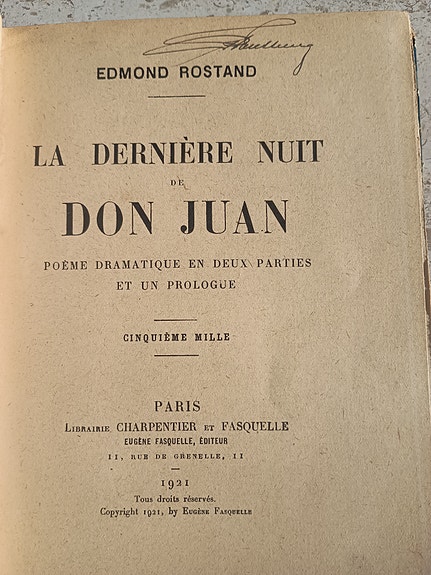 EDMOND ROSTAND
LA DERNIÈRE NUIT
DE
DON JUAN
POÈME DRAMATIQUE EN DEUX PARTIES
ET UN PROLOGUE
CINQUIÈME MILLE
PARIS
LIBRAIRIE CHARPENTIER ET FASQUELLE
EUGÈNE FASQUELLE, ÉDITEUR
11, RUE DE GRENELLE, 11
1921
Tous droits réservés.
Copyright 1921, by EUGÈNE FASQUELLE